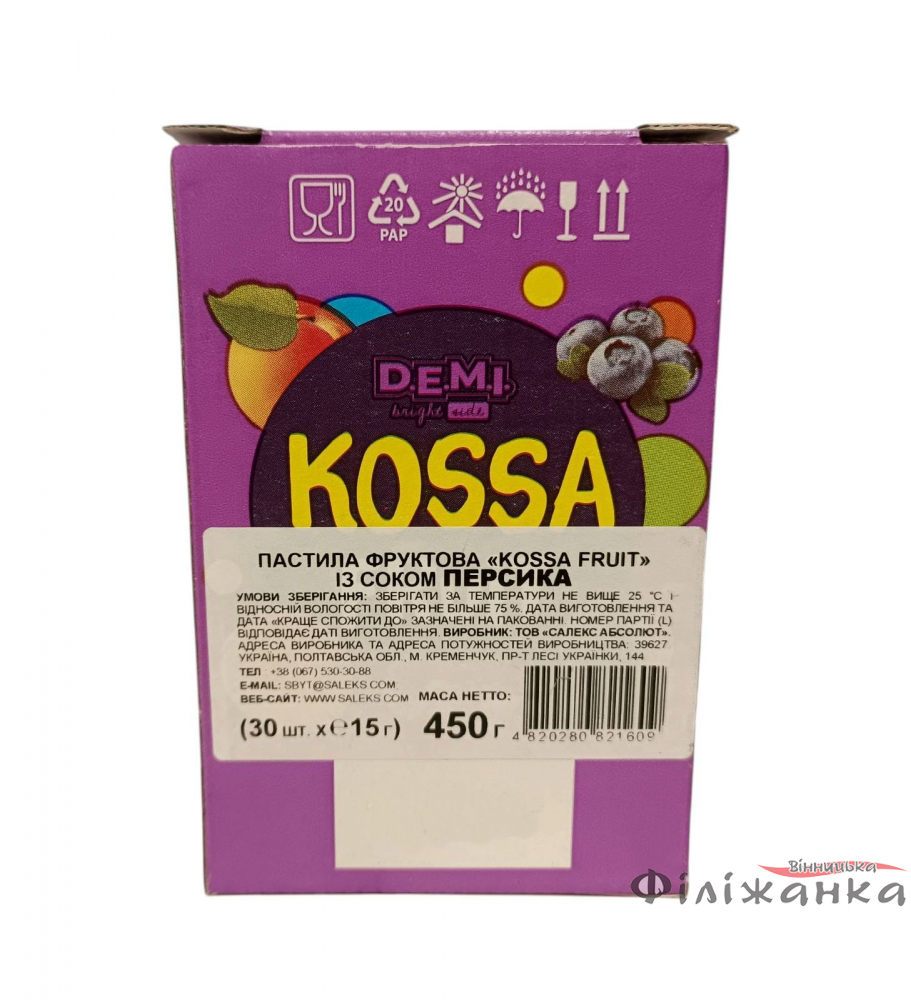 20
PAP
D.E.M.I.
bright side
KOSSA
ПАСТИЛА ФРУКТОВА «KOSSA FRUIT»
ІЗ СОКОМ ПЕРСИКА
УМОВИ ЗБЕРІГАННЯ: ЗБЕРІГАТИ ЗА ТЕМПЕРАТУРИ НЕ ВИЩЕ 25 °С І
ВІДНОСНІЙ ВОЛОГОСТІ ПОВІТРЯ НЕ БІЛЬШЕ 75 %. ДАТА ВИГОТОВЛЕННЯ ТА
ДАТА «КРАЩЕ СПОЖИТИ ДО» ЗАЗНАЧЕНІ НА ПАКОВАННІ. НОМЕР ПАРТІЇ (L)
ВІДПОВІДАЄ ДАТІ ВИГОТОВЛЕННЯ. ВИРОБНИК: ТОВ «САЛЕКС АБСОЛЮТ».
АДРЕСА ВИРОБНИКА ТА АДРЕСА ПОТУЖНОСТЕЙ ВИРОБНИЦТВА: 39627
УКРАЇНА, ПОЛТАВСЬКА ОБЛ., М. КРЕМЕНЧУК, ПР-Т ЛЕСІ УКРАЇНКИ, 144.
ТЕЛ.: +38 (067) 530-30-88
E-MAIL: SBYT@SALEKS.COM;
ВЕБ-САЙТ: WWW.SALEKS.COM
МАСА НЕТТО:
(30 шт. х ℮ 15 г) 450 г
4 820280 821609
Вінницька
Філіжанка